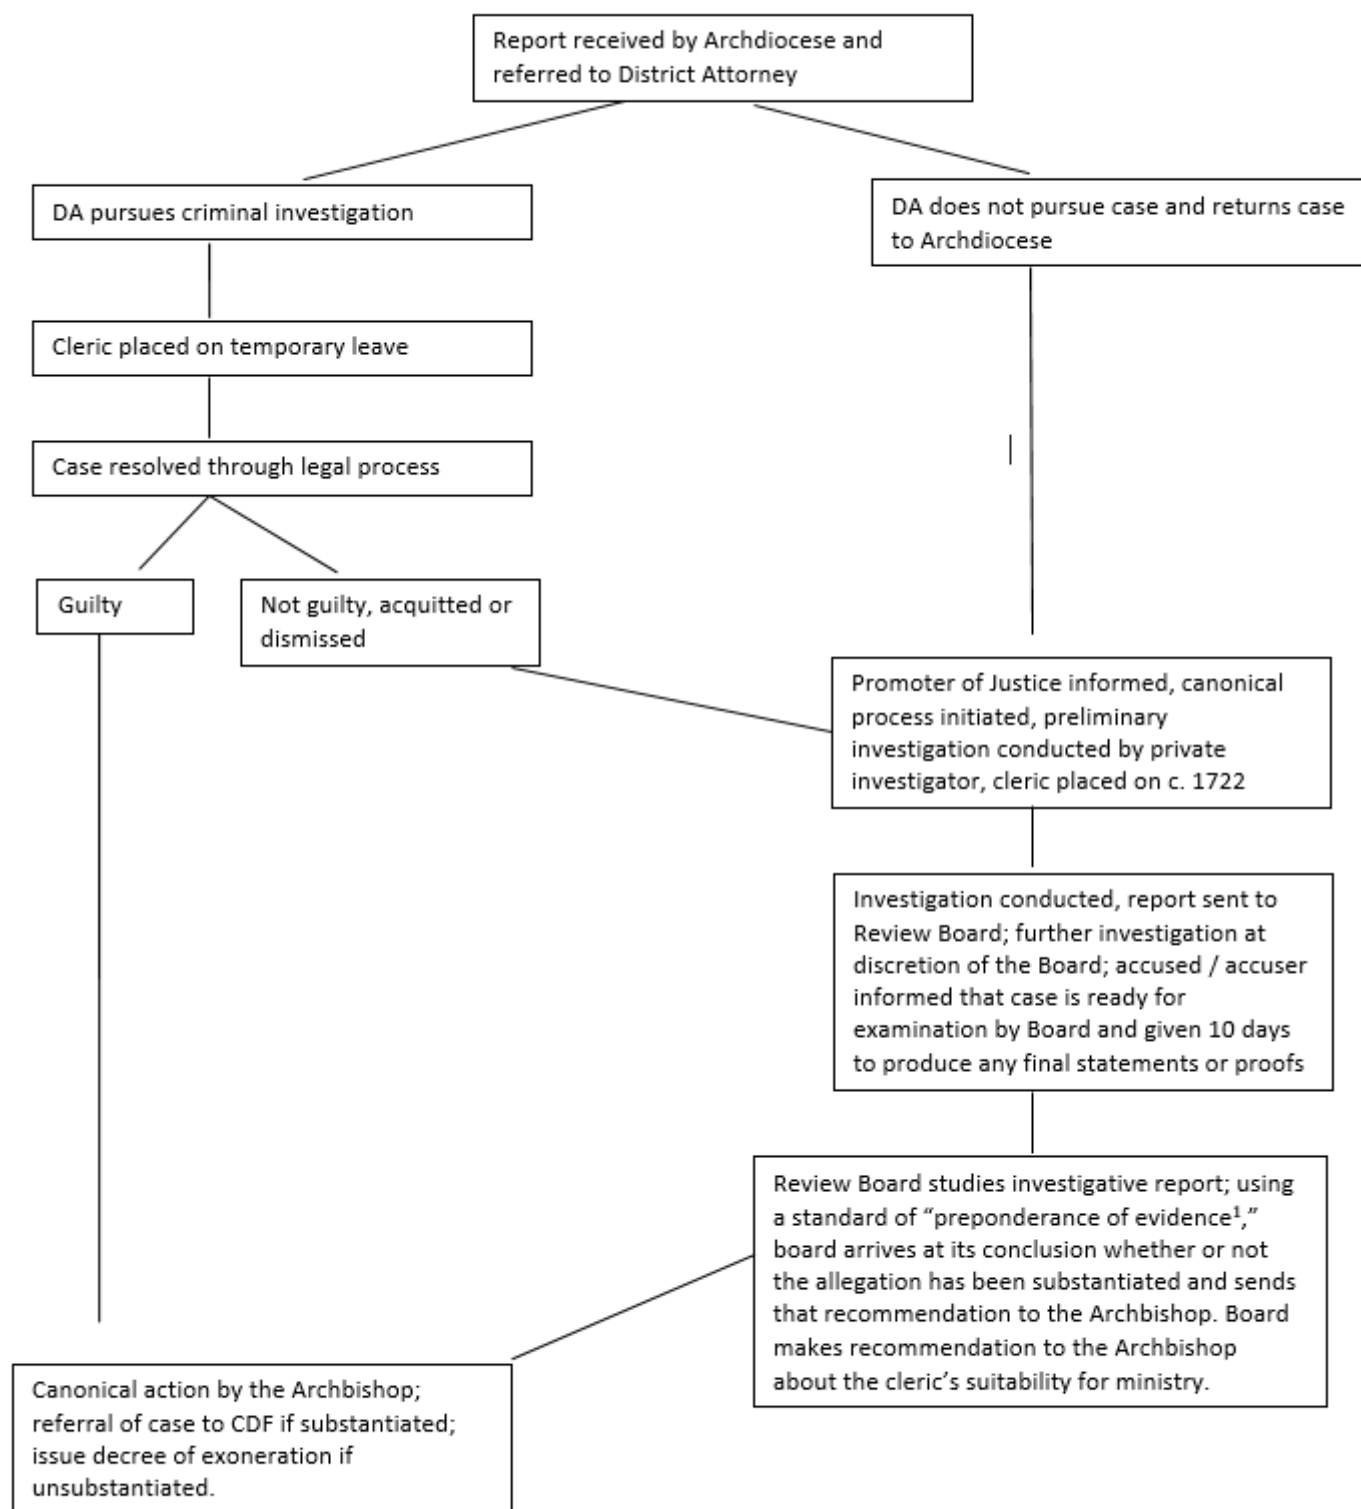 Report received by Archdiocese and
referred to District Attorney
DA pursues criminal investigation
DA does not pursue case and returns case
to Archdiocese
Cleric placed on temporary leave
Case resolved through legal process
Guilty
Not guilty, acquitted or
dismissed
Promoter of Justice informed, canonical
process initiated, preliminary
investigation conducted by private
investigator, cleric placed on c. 1722
Investigation conducted, report sent to
Review Board; further investigation at
discretion of the Board; accused / accuser
informed that case is ready for
examination by Board and given 10 days
to produce any final statements or proofs
Review Board studies investigative report; using
a standard of “preponderance of evidence¹,”
board arrives at its conclusion whether or not
the allegation has been substantiated and sends
that recommendation to the Archbishop. Board
makes recommendation to the Archbishop
about the cleric’s suitability for ministry.
Canonical action by the Archbishop;
referral of case to CDF if substantiated;
issue decree of exoneration if
unsubstantiated.